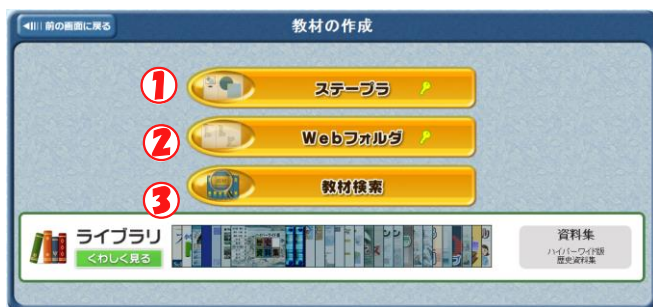 前の画面に戻る
教材の作成
① ステープラ
② Webフォルダ
③ 教材検索
ライブラリ
くわしく見る
資料集
ハイパーワイド版
歴史資料集